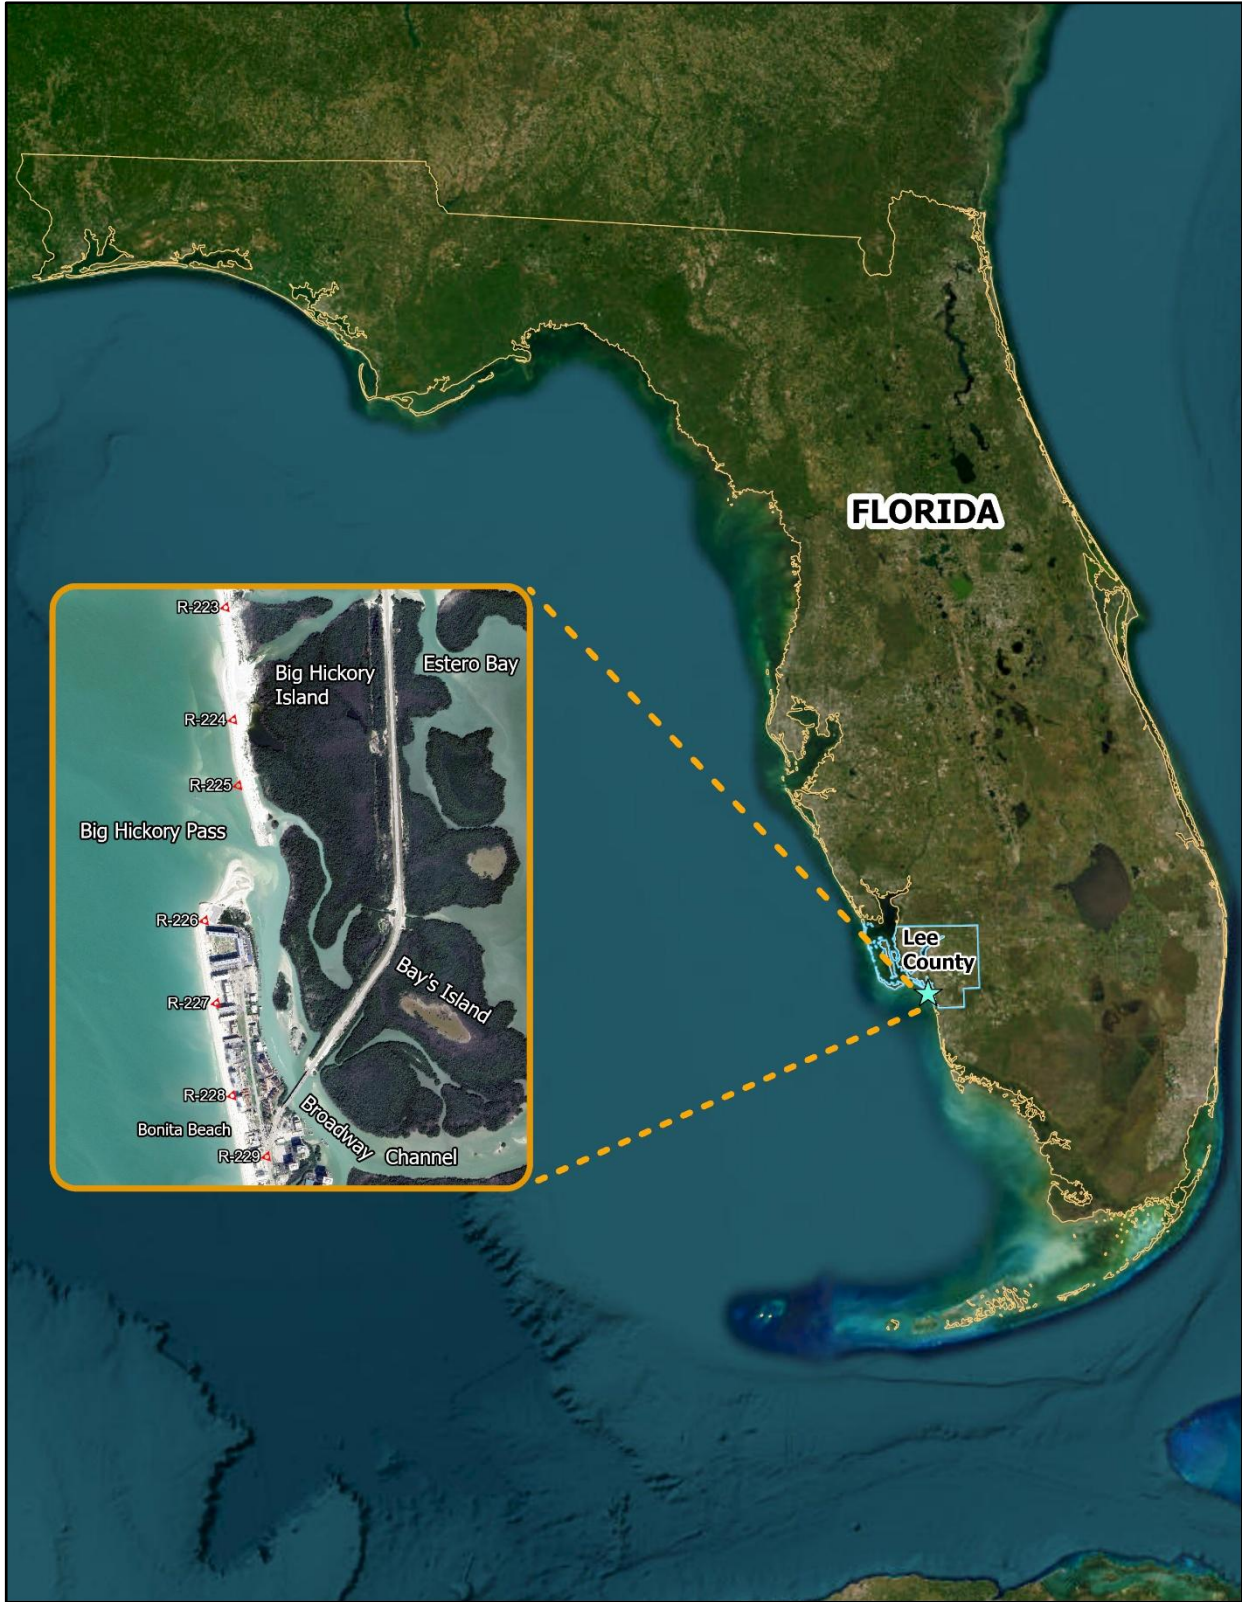 FLORIDA
R-223
Big Hickory
Island
Estero Bay
R-224
R-225
Big Hickory Pass
R-226
Lee
County
Bay's Island
R-227
R-228
Broadway
Bonita Beach
Channel
R-229